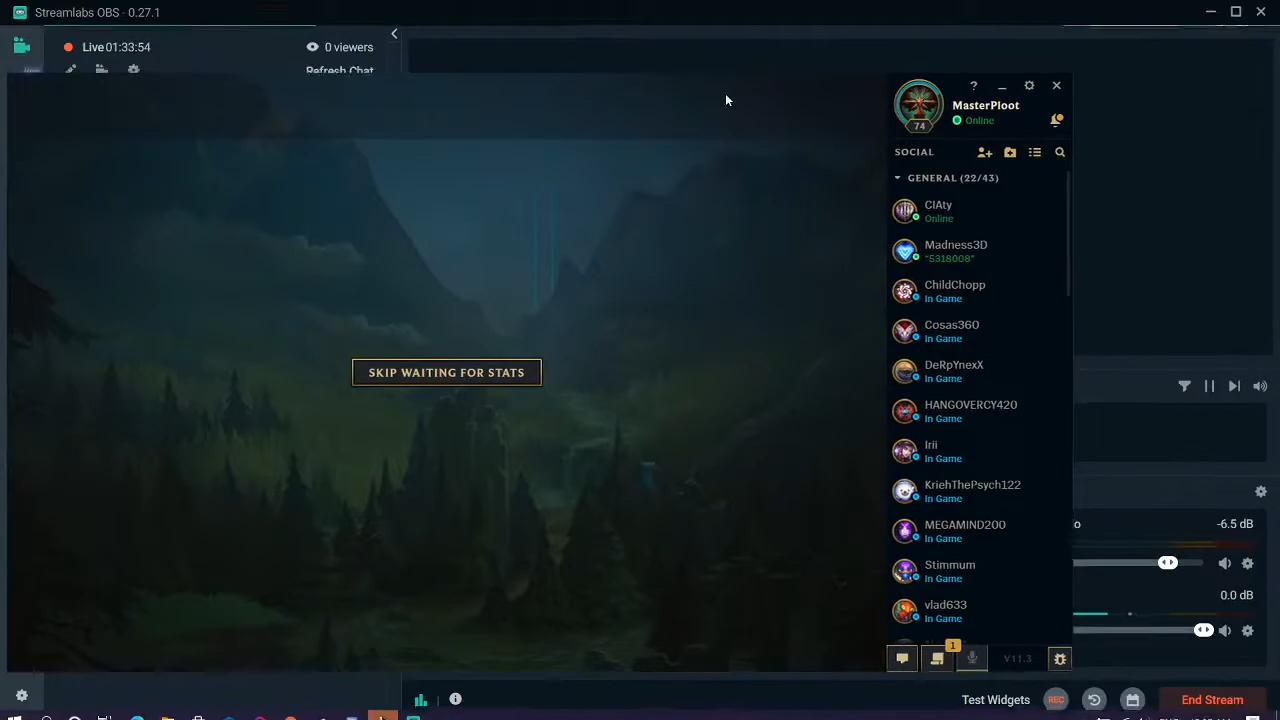 Streamlabs OBS - 0.27.1
Live 01:33:54
0 viewers
Refresh Chat
MasterPloot
Online
74
SOCIAL
GENERAL (22/43)
ClAty
Online
Madness3D
"5318008"
ChildChopp
In Game
Cosas360
In Game
DeRpYnexX
In Game
HANGOVERCY420
In Game
Irii
In Game
KriehThePsych122
In Game
MEGAMIND200
In Game
Stimmum
In Game
vlad633
In Game
1
V11.3
SKIP WAITING FOR STATS
-6.5 dB
0.0 dB
Test Widgets
REC
End Stream